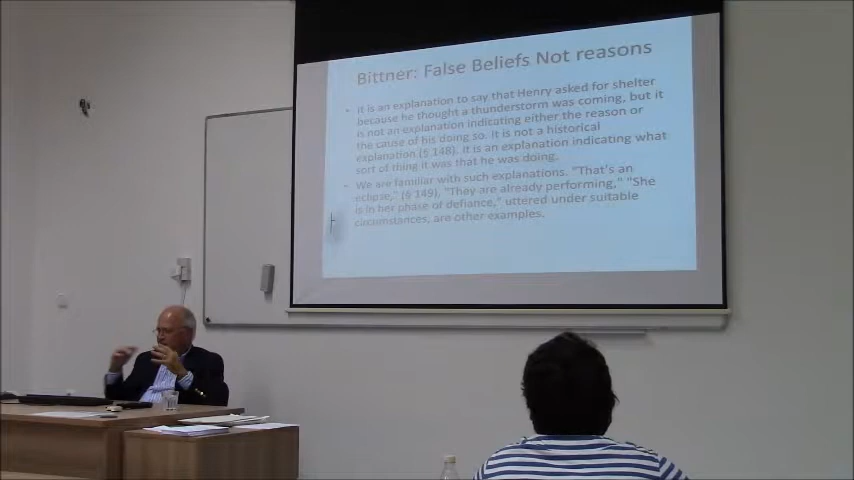 Bittner: False Beliefs Not reasons
• It is an explanation to say that Henry asked for shelter
because he thought a thunderstorm was coming, but it
is not an explanation indicating either the reason or
the cause of his doing so. It is not a historical
explanation (§ 148). It is an explanation indicating what
sort of thing it was that he was doing.
• We are familiar with such explanations. "That's an
eclipse," (§ 149), "They are already performing," "She
is in her phase of defiance," uttered under suitable
circumstances, are other examples.